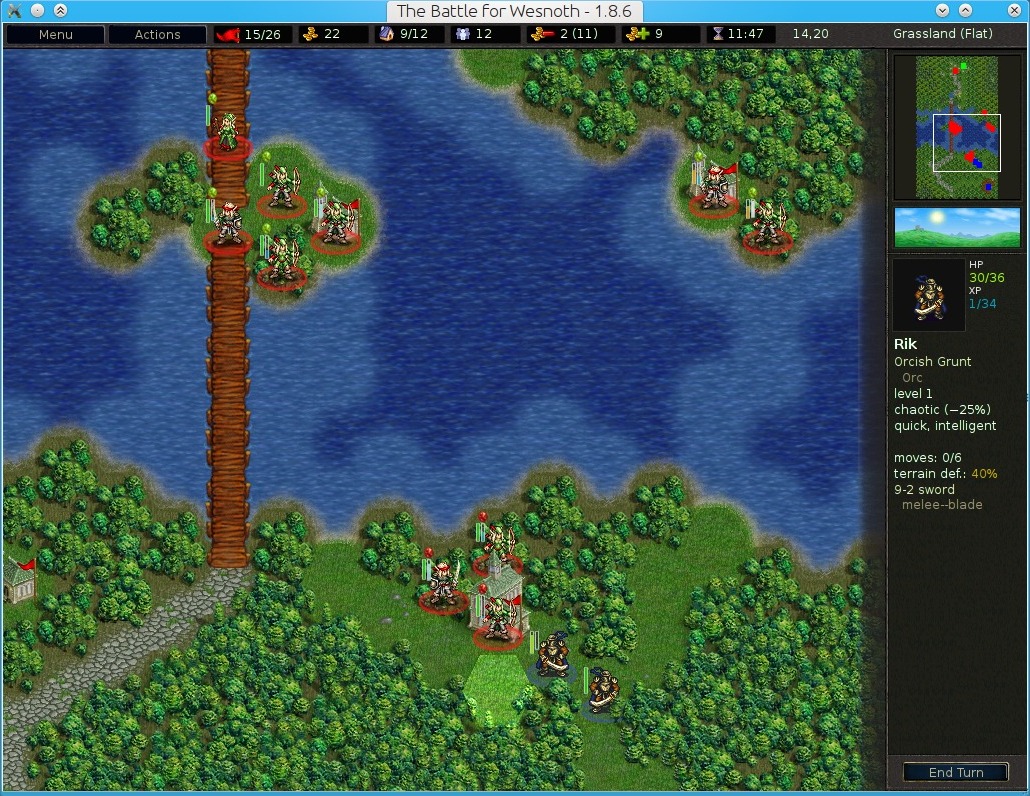 The Battle for Wesnoth - 1.8.6
Menu Actions 15/26 22 9/12 12 2 (11) 9 11:47 14,20 Grassland (Flat)
HP
30/36
XP
1/34
Rik
Orcish Grunt
Orc
level 1
chaotic (−25%)
quick, intelligent
moves: 0/6
terrain def.: 40%
9-2 sword
melee--blade
End Turn